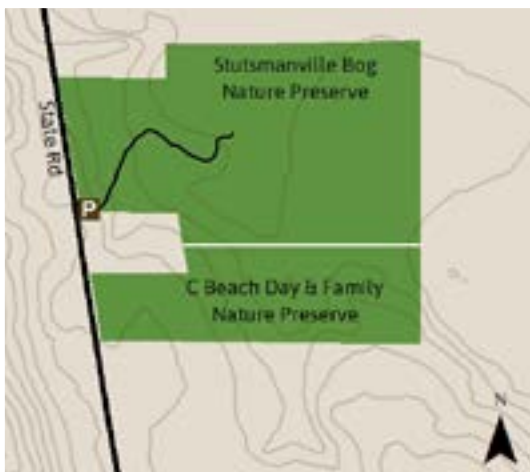 Stutsmanville Bog
Nature Preserve
State Rd
P
C Beach Day & Family
Nature Preserve
N